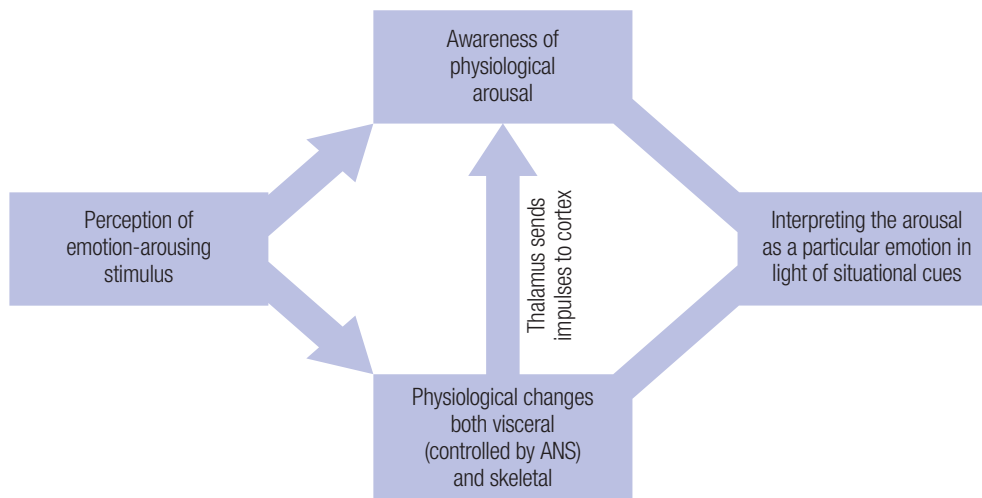 Awareness of
physiological
arousal
Perception of
emotion-arousing
stimulus
Thalamus sends
impulses to cortex
Interpreting the arousal
as a particular emotion in
light of situational cues
Physiological changes
both visceral
(controlled by ANS)
and skeletal